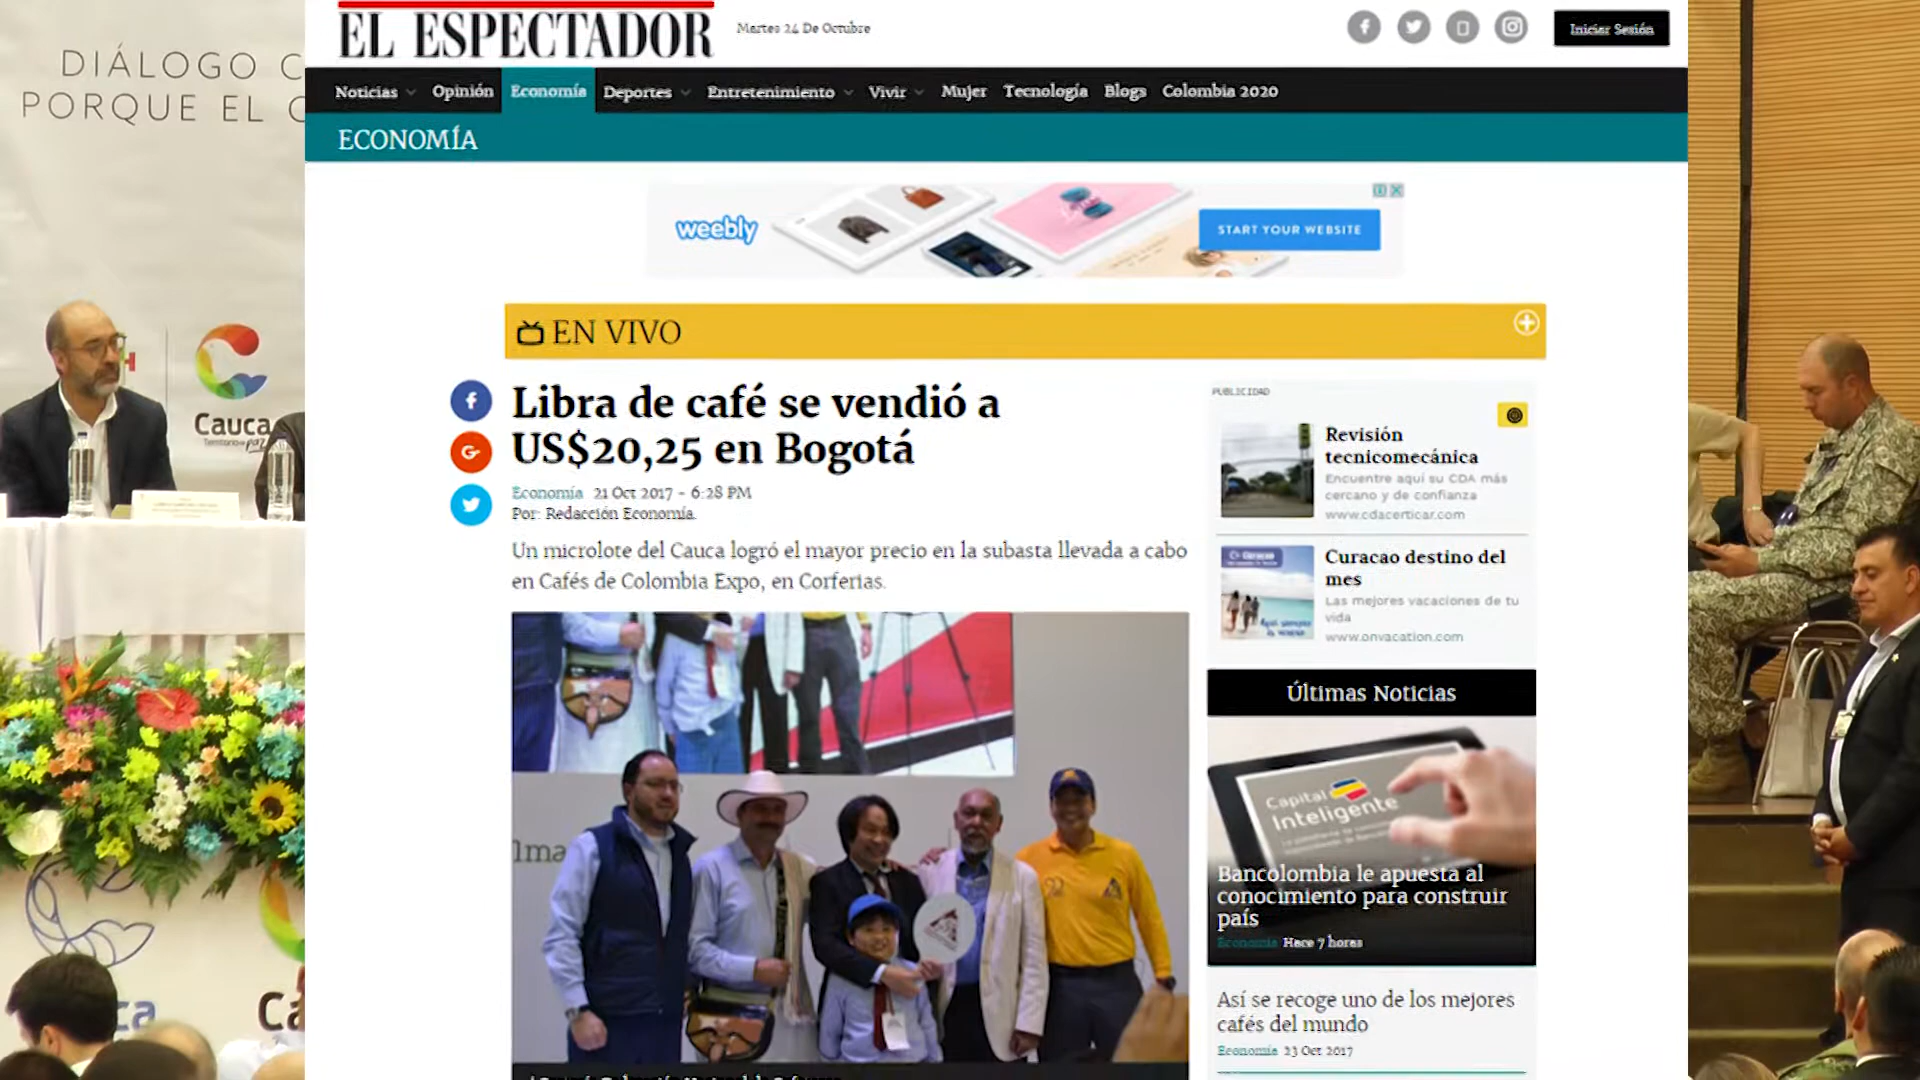 DIÁLOGO C
PORQUE EL C
Cauca
Territorio de paz
EL ESPECTADOR
Martes 24 De Octubre
Iniciar Sesión
Noticias Opinión Economía Deportes Entretenimiento Vivir Mujer Tecnología Blogs Colombia 2020
ECONOMÍA
weebly
START YOUR WEBSITE
EN VIVO
Libra de café se vendió a
US$20,25 en Bogotá
Economía 21 Oct 2017 - 6:28 PM
Por: Redacción Economía.
Un microlote del Cauca logró el mayor precio en la subasta llevada a cabo
en Cafés de Colombia Expo, en Corferias.
PUBLICIDAD
Revisión
tecnicomecánica
Encuentre aquí su CDA más
cercano y de confianza
www.cdacerticar.com
Curacao destino del
mes
Las mejores vacaciones de tu
vida
www.onvacation.com
Últimas Noticias
Capital
Inteligente
Bancolombia le apuesta al
conocimiento para construir
país
Economía Hace 7 horas
Así se recoge uno de los mejores
cafés del mundo
Economía 23 Oct 2017